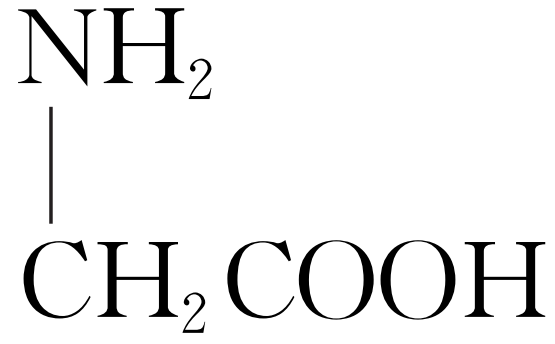 NH₂
|
CH₂COOH